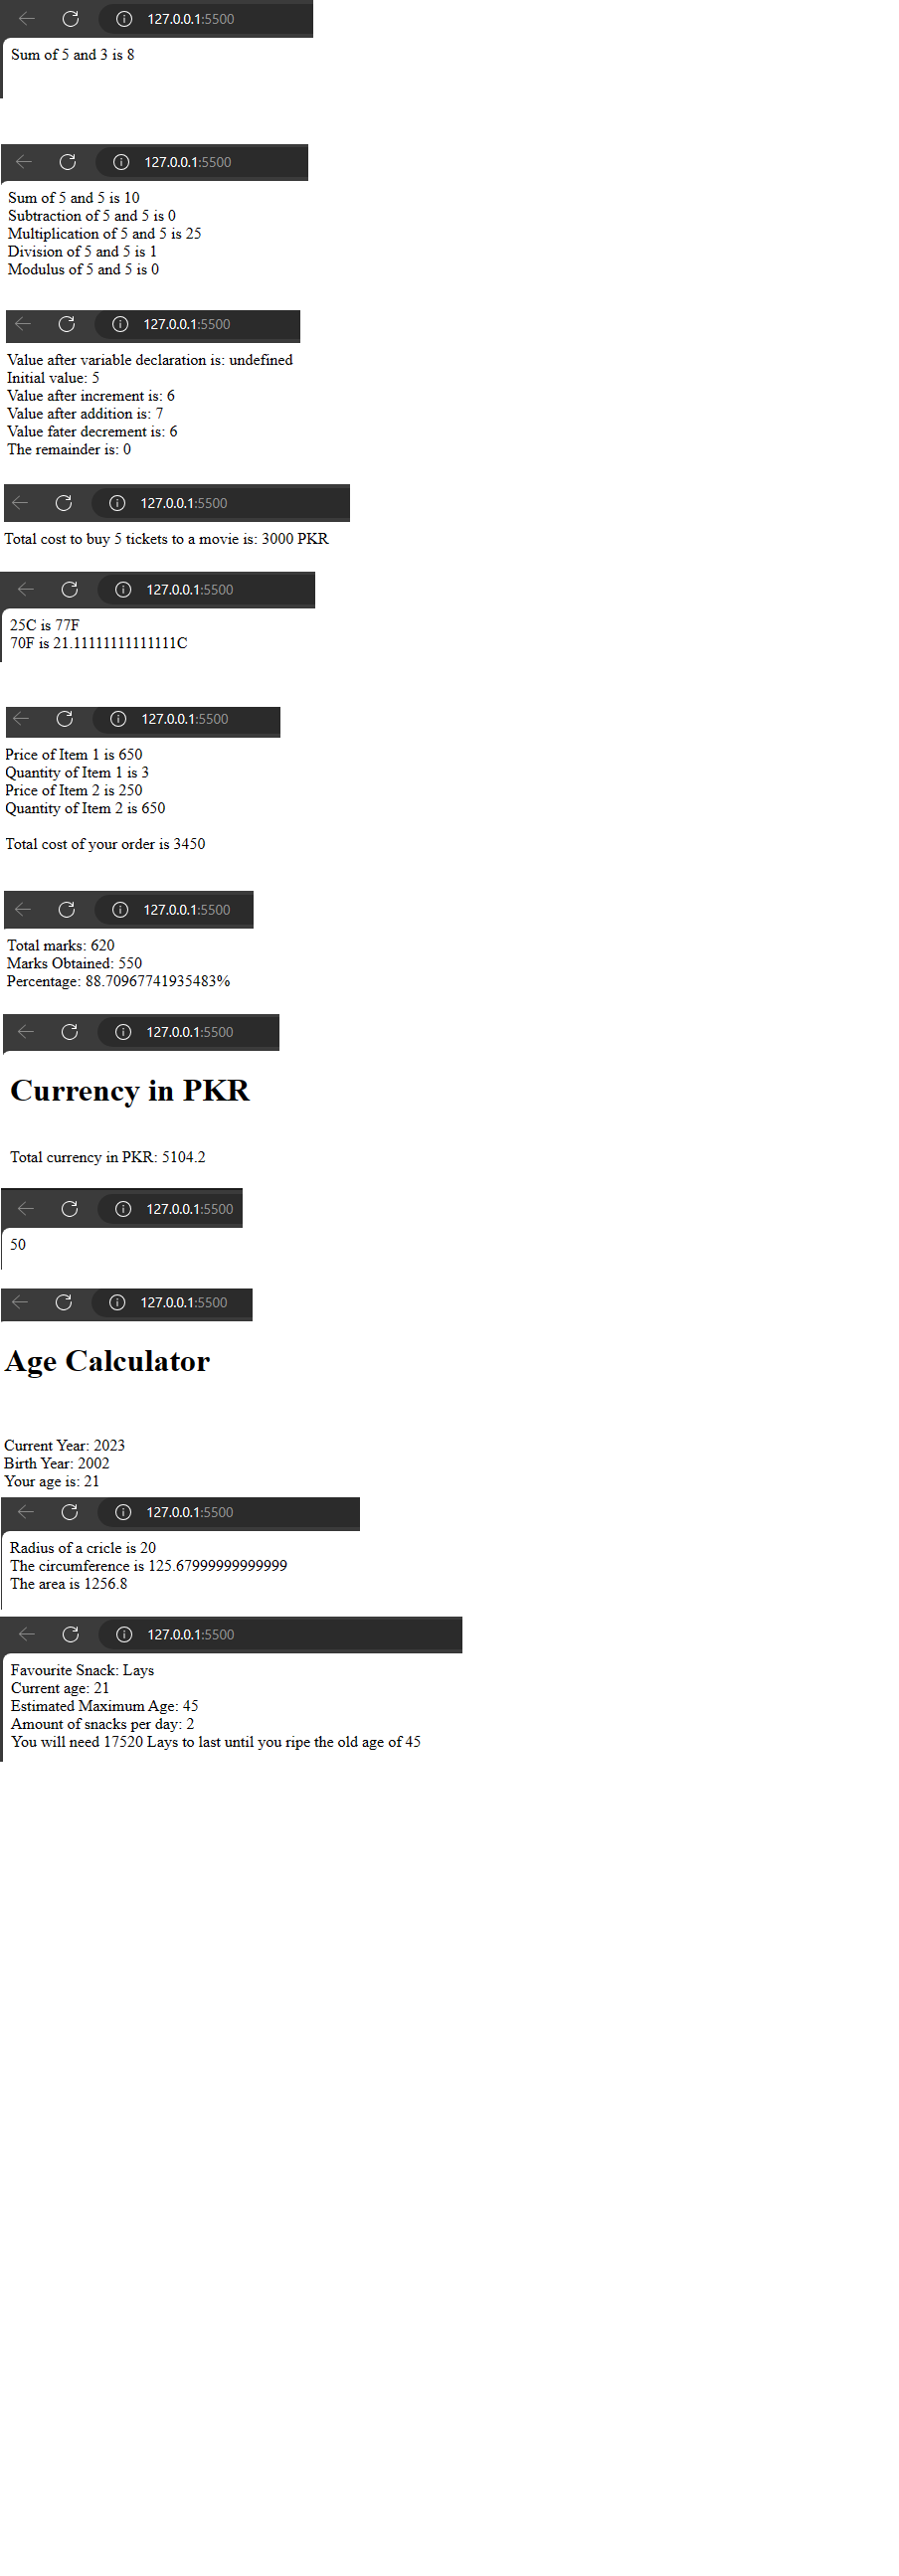 127.0.0.1:5500
Sum of 5 and 3 is 8
127.0.0.1:5500
Sum of 5 and 5 is 10
Subtraction of 5 and 5 is 0
Multiplication of 5 and 5 is 25
Division of 5 and 5 is 1
Modulus of 5 and 5 is 0
127.0.0.1:5500
Value after variable declaration is: undefined
Initial value: 5
Value after increment is: 6
Value after addition is: 7
Value fater decrement is: 6
The remainder is: 0
127.0.0.1:5500
Total cost to buy 5 tickets to a movie is: 3000 PKR
127.0.0.1:5500
25C is 77F
70F is 21.11111111111111C
127.0.0.1:5500
Price of Item 1 is 650
Quantity of Item 1 is 3
Price of Item 2 is 250
Quantity of Item 2 is 650
Total cost of your order is 3450
127.0.0.1:5500
Total marks: 620
Marks Obtained: 550
Percentage: 88.70967741935483%
127.0.0.1:5500
Currency in PKR
Total currency in PKR: 5104.2
127.0.0.1:5500
50
127.0.0.1:5500
Age Calculator
Current Year: 2023
Birth Year: 2002
Your age is: 21
127.0.0.1:5500
Radius of a cricle is 20
The circumference is 125.67999999999999
The area is 1256.8
127.0.0.1:5500
Favourite Snack: Lays
Current age: 21
Estimated Maximum Age: 45
Amount of snacks per day: 2
You will need 17520 Lays to last until you ripe the old age of 45